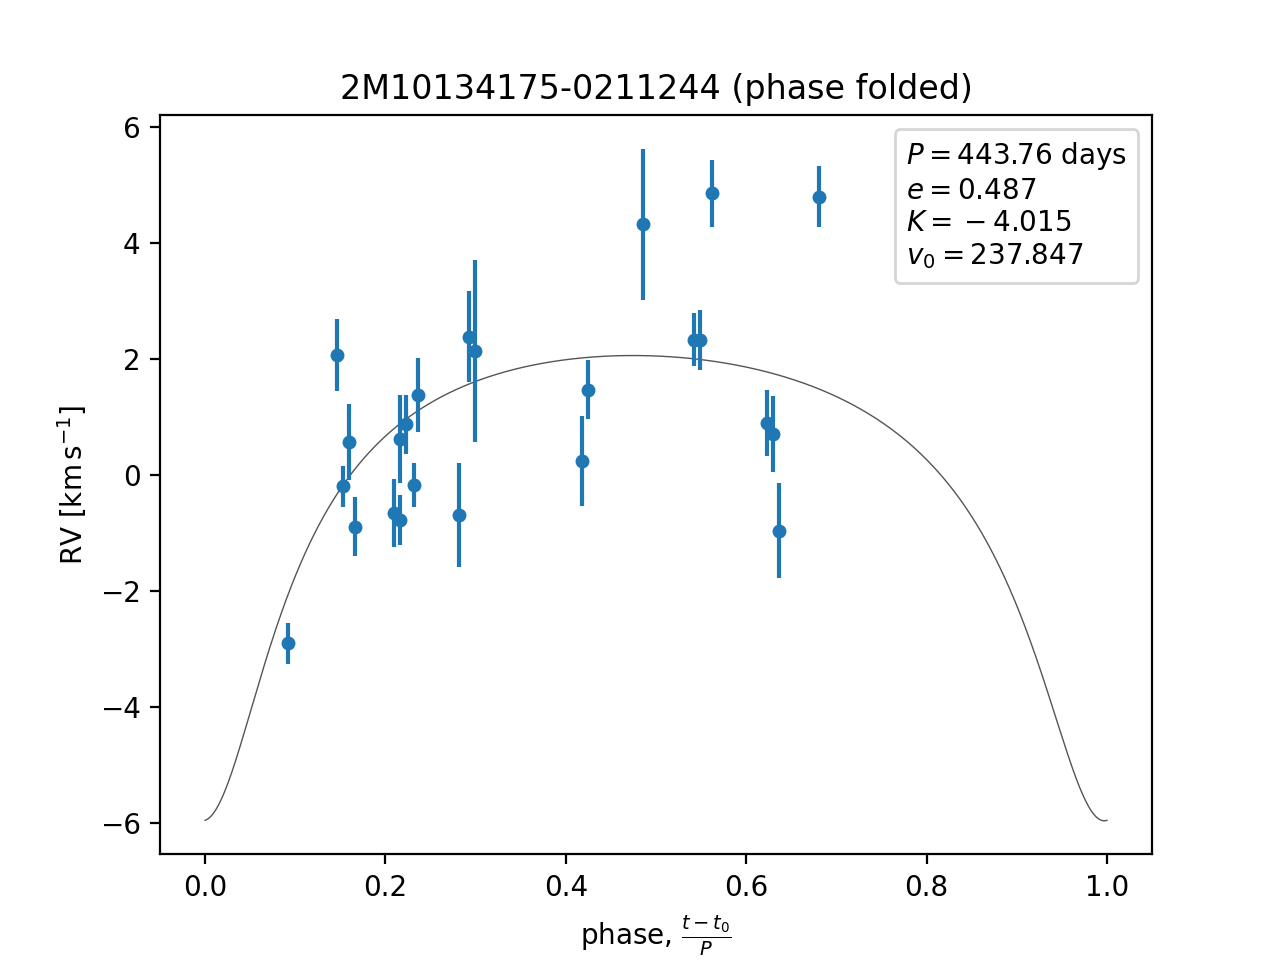 2M10134175-0211244 (phase folded)
P = 443.76 days
e = 0.487
K = −4.015
v₀ = 237.847
RV [km s⁻¹]
6
4
2
0
−2
−4
−6
0.0 0.2 0.4 0.6 0.8 1.0
phase, (t − t₀)/P